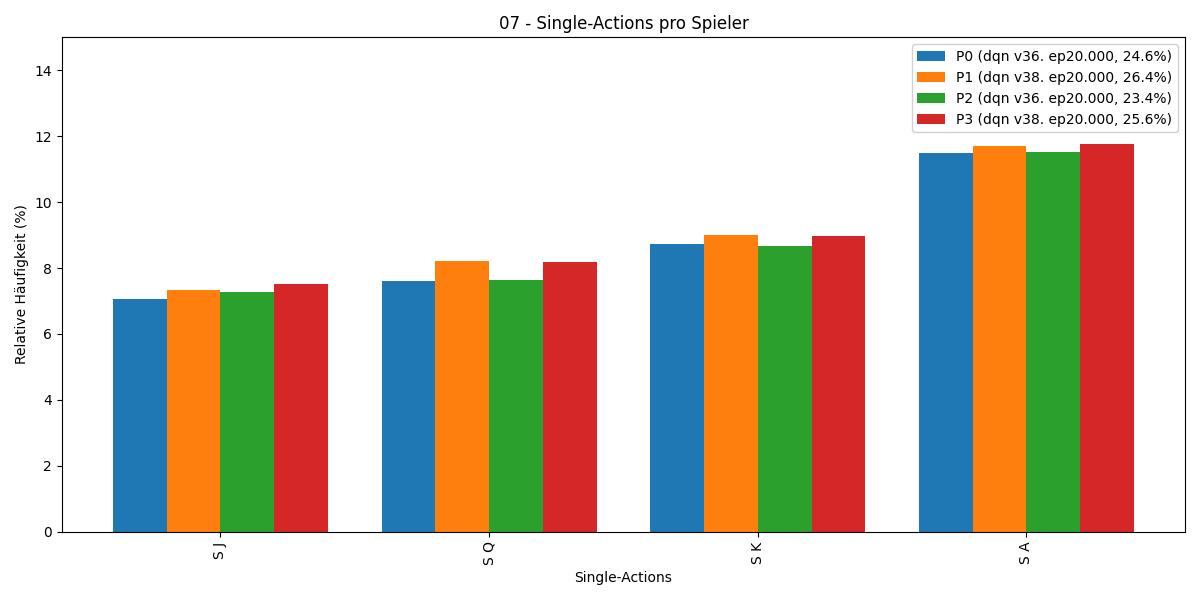 07 - Single-Actions pro Spieler
P0 (dqn v36. ep20.000, 24.6%)
P1 (dqn v38. ep20.000, 26.4%)
P2 (dqn v36. ep20.000, 23.4%)
P3 (dqn v38. ep20.000, 25.6%)
Relative Häufigkeit (%)
14
12
10
8
6
4
2
0
S J
S Q
S K
S A
Single-Actions